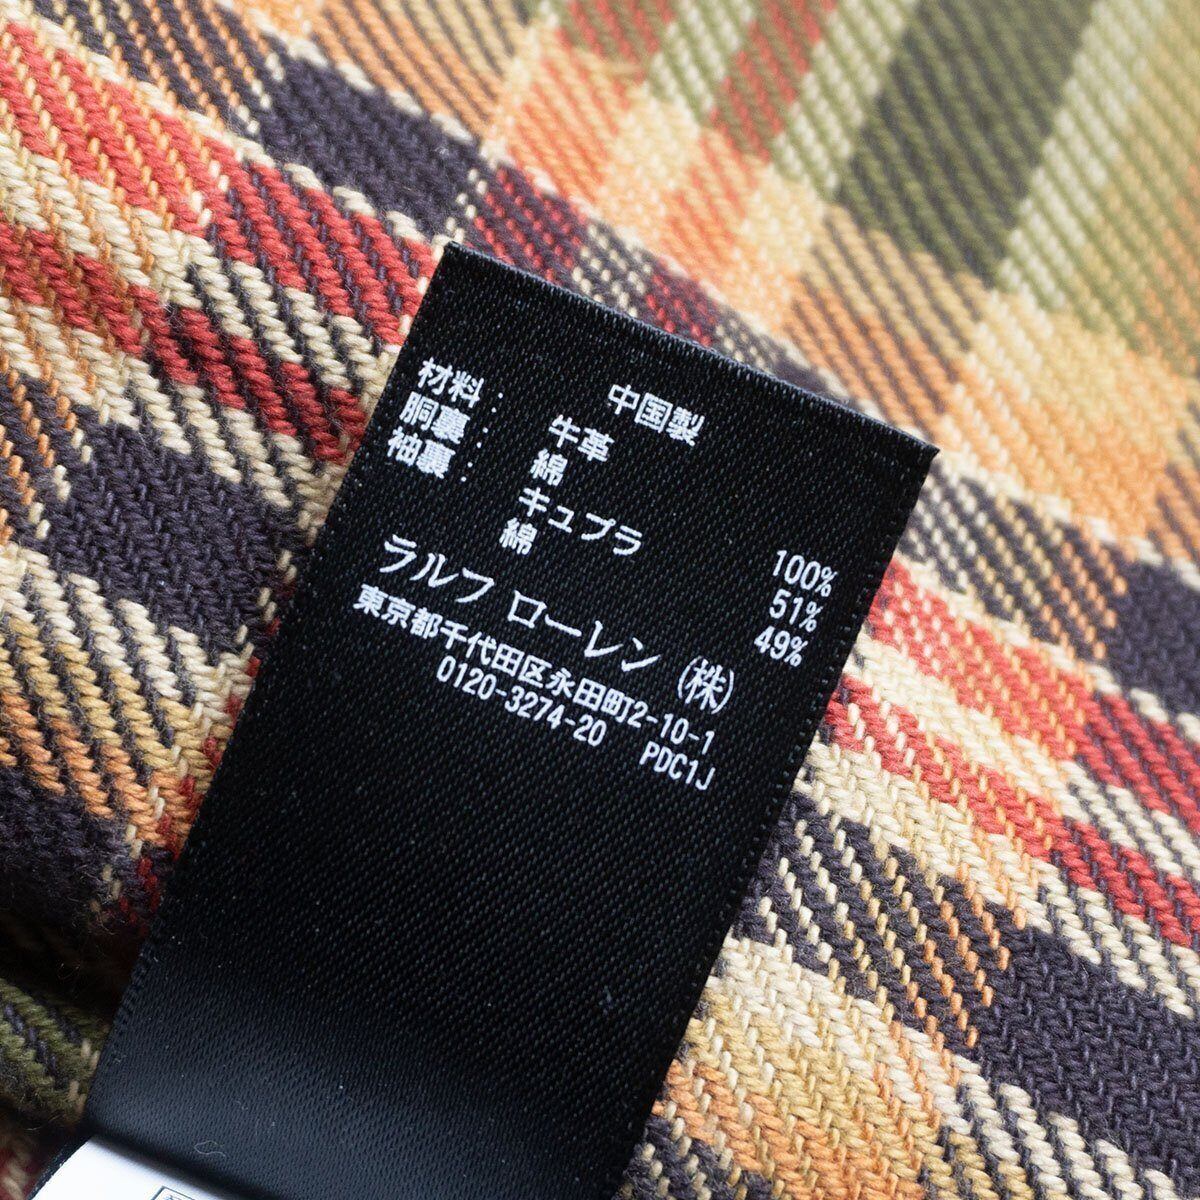 中国製
材料: 牛革
胴裏: 綿 100%
袖裏: キュプラ 51%
綿 49%
ラルフ ローレン (株)
東京都千代田区永田町2-10-1
0120-3274-20 PDC1J